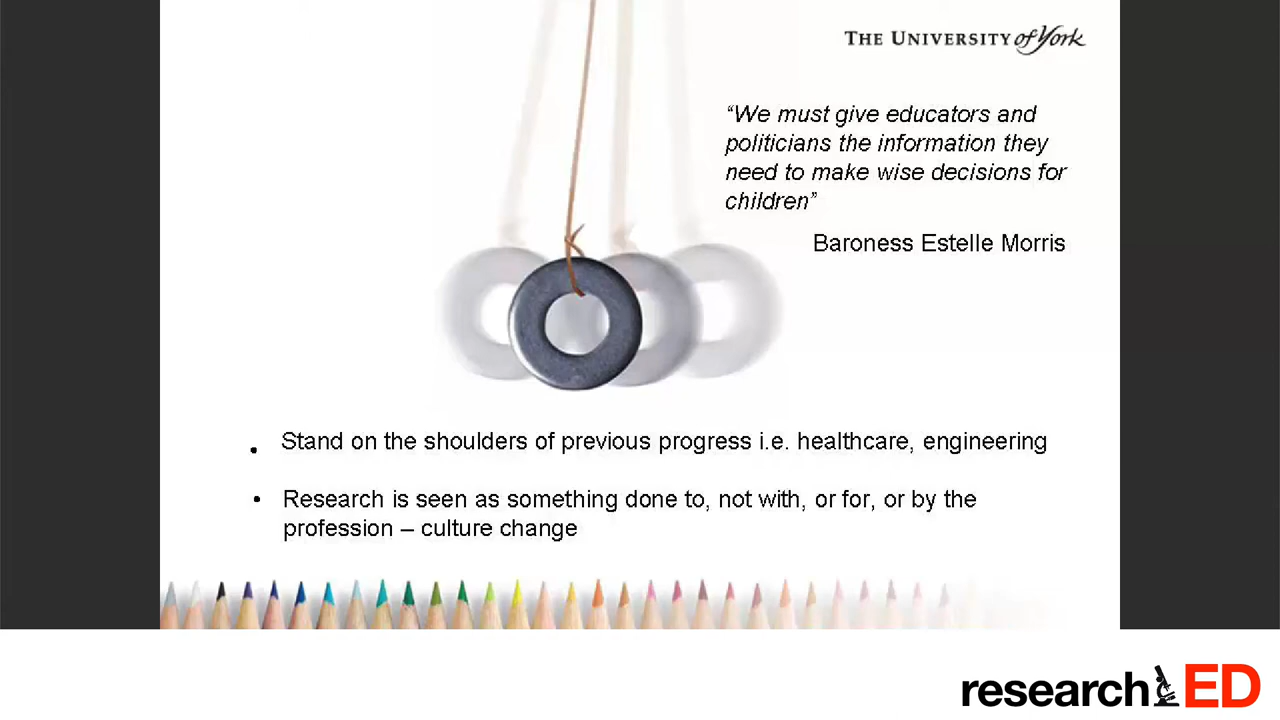 THE UNIVERSITY of York
“We must give educators and
politicians the information they
need to make wise decisions for
children”
Baroness Estelle Morris
• Stand on the shoulders of previous progress i.e. healthcare, engineering
• Research is seen as something done to, not with, or for, or by the
profession – culture change
researchED